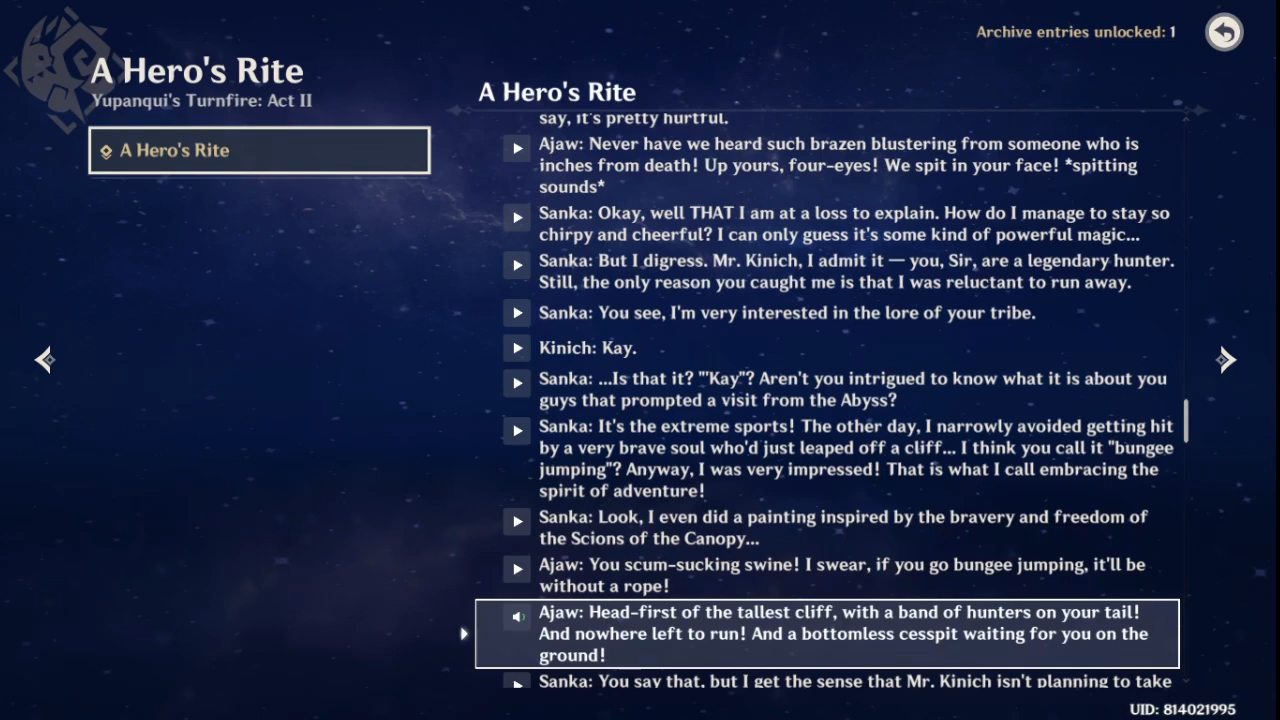 Archive entries unlocked: 1
A Hero's Rite
Yupanqui's Turnfire: Act II
A Hero's Rite
A Hero's Rite
say, it's pretty hurtful.
Ajaw: Never have we heard such brazen blustering from someone who is
inches from death! Up yours, four-eyes! We spit in your face! *spitting
sounds*
Sanka: Okay, well THAT I am at a loss to explain. How do I manage to stay so
chirpy and cheerful? I can only guess it's some kind of powerful magic...
Sanka: But I digress. Mr. Kinich, I admit it — you, Sir, are a legendary hunter.
Still, the only reason you caught me is that I was reluctant to run away.
Sanka: You see, I'm very interested in the lore of your tribe.
Kinich: Kay.
Sanka: ...Is that it? "'Kay"? Aren't you intrigued to know what it is about you
guys that prompted a visit from the Abyss?
Sanka: It's the extreme sports! The other day, I narrowly avoided getting hit
by a very brave soul who'd just leaped off a cliff... I think you call it "bungee
jumping"? Anyway, I was very impressed! That is what I call embracing the
spirit of adventure!
Sanka: Look, I even did a painting inspired by the bravery and freedom of
the Scions of the Canopy...
Ajaw: You scum-sucking swine! I swear, if you go bungee jumping, it'll be
without a rope!
Ajaw: Head-first of the tallest cliff, with a band of hunters on your tail!
And nowhere left to run! And a bottomless cesspit waiting for you on the
ground!
Sanka: You say that, but I get the sense that Mr. Kinich isn't planning to take
UID: 814021995